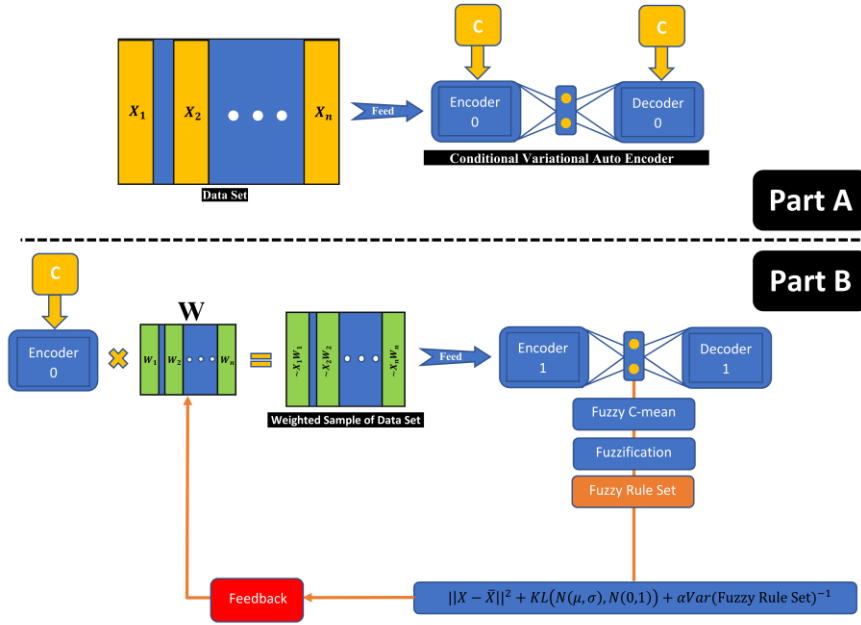 C
C
X₁
X₂
Xₙ
Feed
Encoder
0
Decoder
0
Conditional Variational Auto Encoder
Data Set
Part A
Part B
C
W
Encoder
0
W₁
W₂
Wₙ
~X₁W₁
~X₂W₂
~XₙWₙ
Feed
Encoder
1
Decoder
1
Weighted Sample of Data Set
Fuzzy C-mean
Fuzzification
Fuzzy Rule Set
Feedback
||X − X̄||² + KL(N(μ, σ), N(0,1)) + αVar(Fuzzy Rule Set)⁻¹